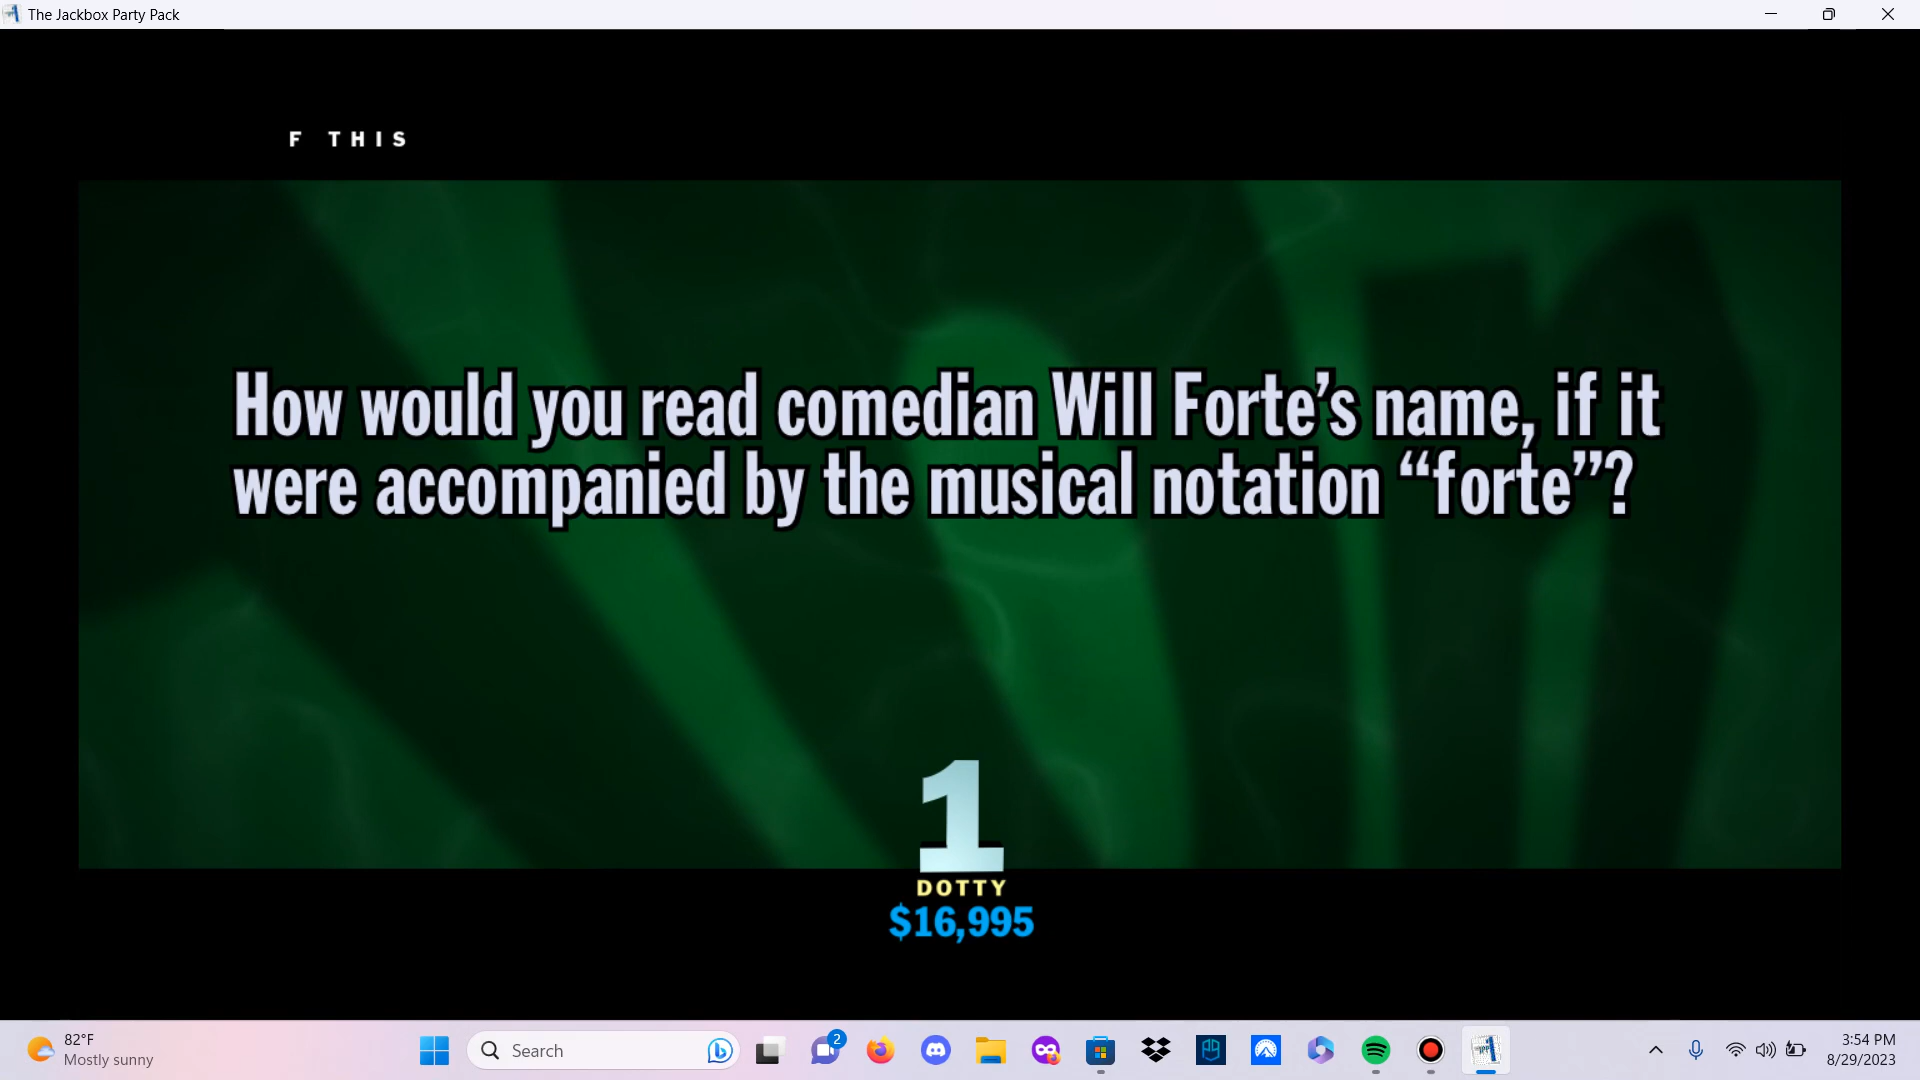 The Jackbox Party Pack
F THIS
How would you read comedian Will Forte’s name, if it
were accompanied by the musical notation “forte”?
1
DOTTY
$16,995
82°F
Mostly sunny
Search
2
3:54 PM
8/29/2023